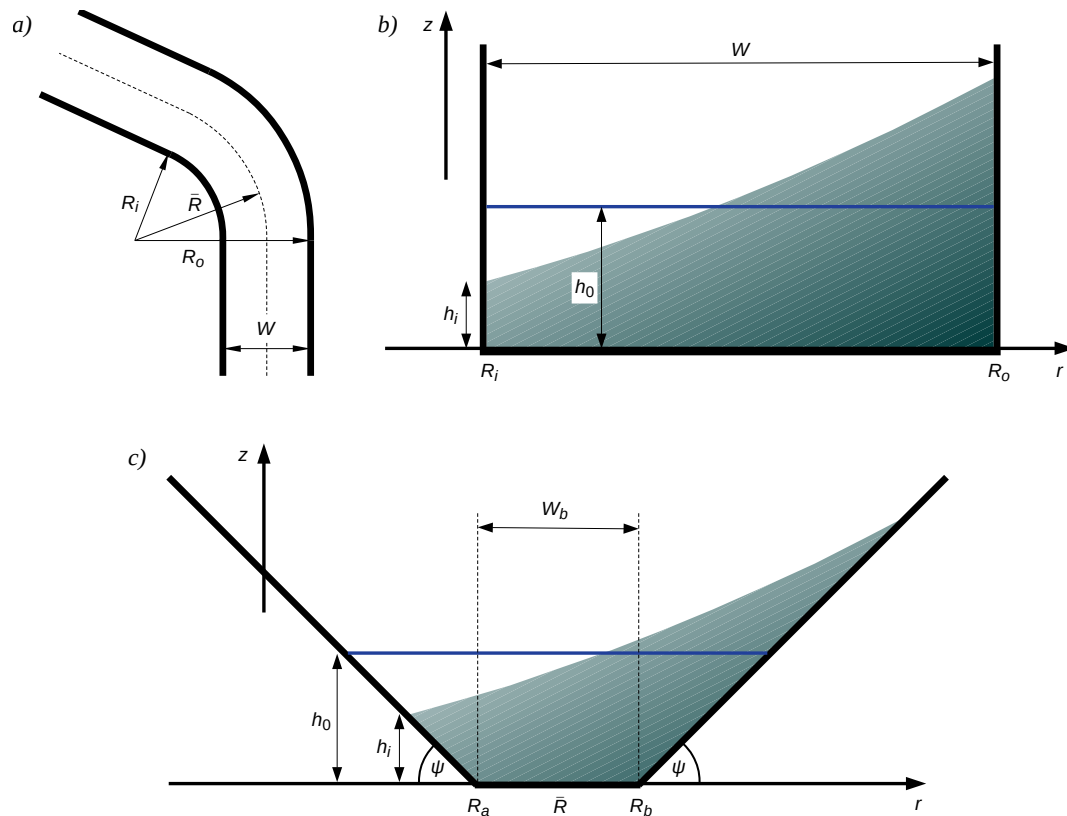 a)
R_i
R̄
R_o
W
b)
z
W
h_0
h_i
R_i
R_o
r
c)
z
W_b
h_0
h_i
ψ
ψ
R_a
R̄
R_b
r